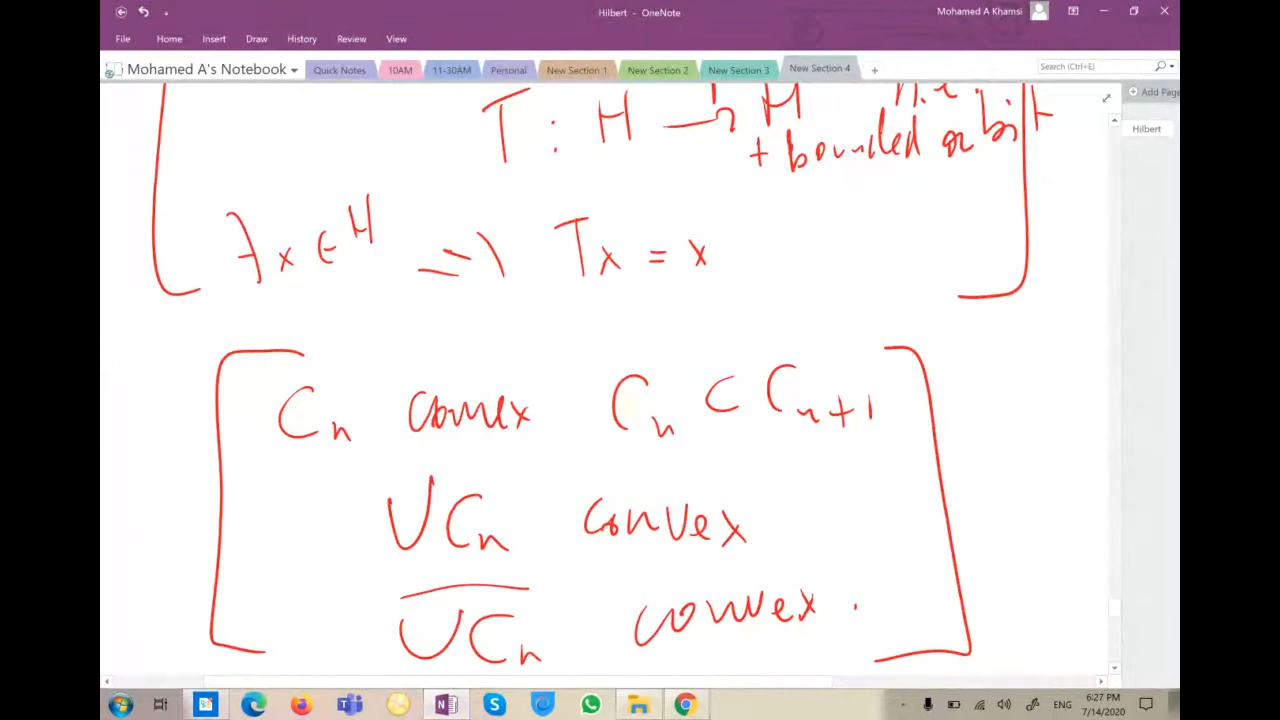 Hilbert - OneNote
Mohamed A Khamsi
File Home Insert Draw History Review View
Mohamed A's Notebook
Quick Notes 10AM 11-30AM Personal New Section 1 New Section 2 New Section 3 New Section 4 +
Search (Ctrl+E)
Add Page
Hilbert
T : H → H n.e.
+ bounded orbit
∃x ∈ H => Tx = x
Cn convex Cn ⊂ Cn+1
∪Cn convex
\overline{∪Cn} convex.
ENG
6:27 PM
7/14/2020